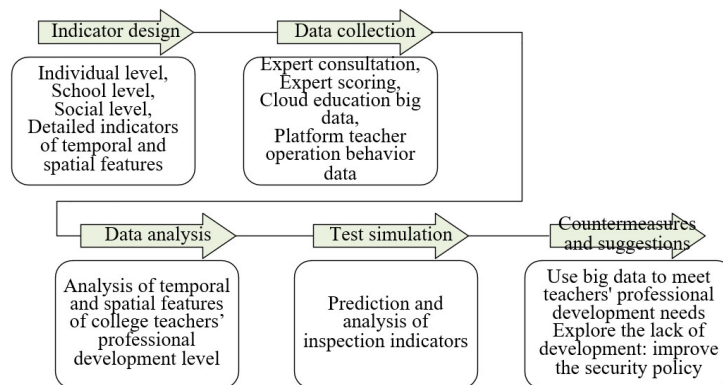 Indicator design
Data collection
Individual level,
School level,
Social level,
Detailed indicators
of temporal and
spatial features
Expert consultation,
Expert scoring,
Cloud education big
data,
Platform teacher
operation behavior
data
Data analysis
Test simulation
Countermeasures
and suggestions
Analysis of temporal
and spatial features
of college teachers’
professional
development level
Prediction and
analysis of
inspection indicators
Use big data to meet
teachers' professional
development needs
Explore the lack of
development: improve
the security policy